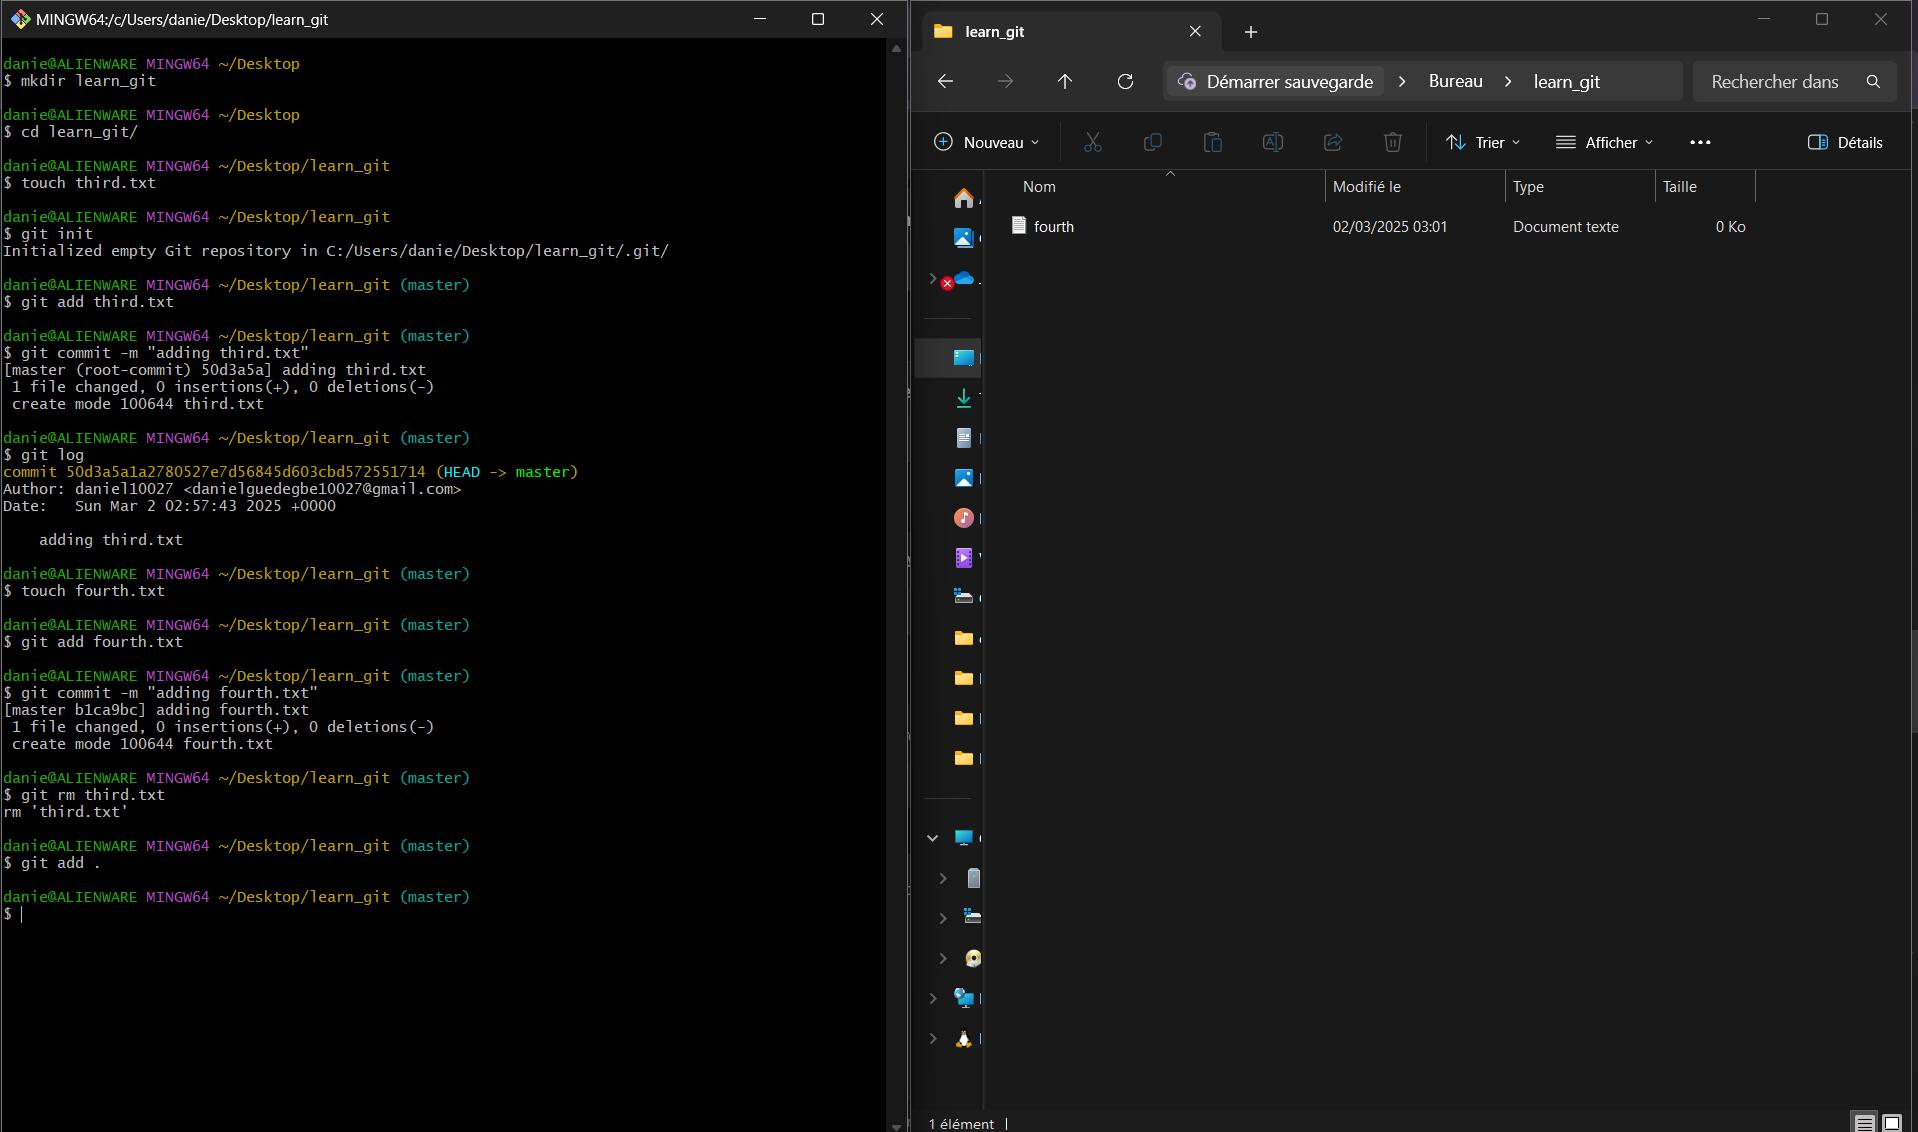 MINGW64:/c/Users/danie/Desktop/learn_git
danie@ALIENWARE MINGW64 ~/Desktop
$ mkdir learn_git
danie@ALIENWARE MINGW64 ~/Desktop
$ cd learn_git/
danie@ALIENWARE MINGW64 ~/Desktop/learn_git
$ touch third.txt
danie@ALIENWARE MINGW64 ~/Desktop/learn_git
$ git init
Initialized empty Git repository in C:/Users/danie/Desktop/learn_git/.git/
danie@ALIENWARE MINGW64 ~/Desktop/learn_git (master)
$ git add third.txt
danie@ALIENWARE MINGW64 ~/Desktop/learn_git (master)
$ git commit -m "adding third.txt"
[master (root-commit) 50d3a5a] adding third.txt
1 file changed, 0 insertions(+), 0 deletions(-)
create mode 100644 third.txt
danie@ALIENWARE MINGW64 ~/Desktop/learn_git (master)
$ git log
commit 50d3a5a1a2780527e7d56845d603cbd572551714 (HEAD -> master)
Author: daniel10027 <danielguedegbe10027@gmail.com>
Date:   Sun Mar 2 02:57:43 2025 +0000
adding third.txt
danie@ALIENWARE MINGW64 ~/Desktop/learn_git (master)
$ touch fourth.txt
danie@ALIENWARE MINGW64 ~/Desktop/learn_git (master)
$ git add fourth.txt
danie@ALIENWARE MINGW64 ~/Desktop/learn_git (master)
$ git commit -m "adding fourth.txt"
[master b1ca9bc] adding fourth.txt
1 file changed, 0 insertions(+), 0 deletions(-)
create mode 100644 fourth.txt
danie@ALIENWARE MINGW64 ~/Desktop/learn_git (master)
$ git rm third.txt
rm 'third.txt'
danie@ALIENWARE MINGW64 ~/Desktop/learn_git (master)
$ git add .
danie@ALIENWARE MINGW64 ~/Desktop/learn_git (master)
$
learn_git
Démarrer sauvegarde > Bureau > learn_git
Rechercher dans
Nouveau
Trier
Afficher
Détails
Nom Modifié le Type Taille
fourth 02/03/2025 03:01 Document texte 0 Ko
1 élément